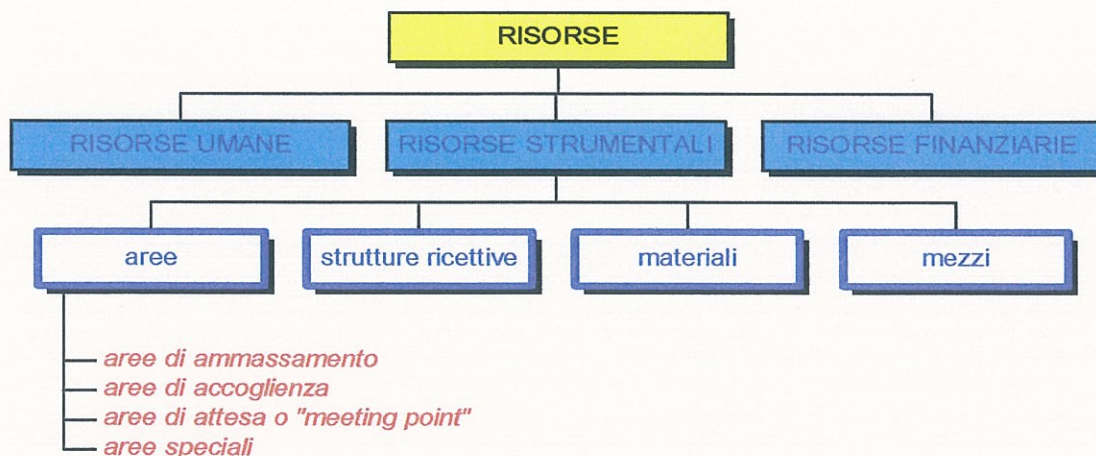 RISORSE
RISORSE UMANE
RISORSE STRUMENTALI
RISORSE FINANZIARIE
aree
strutture ricettive
materiali
mezzi
aree di ammassamento
aree di accoglienza
aree di attesa o "meeting point"
aree speciali